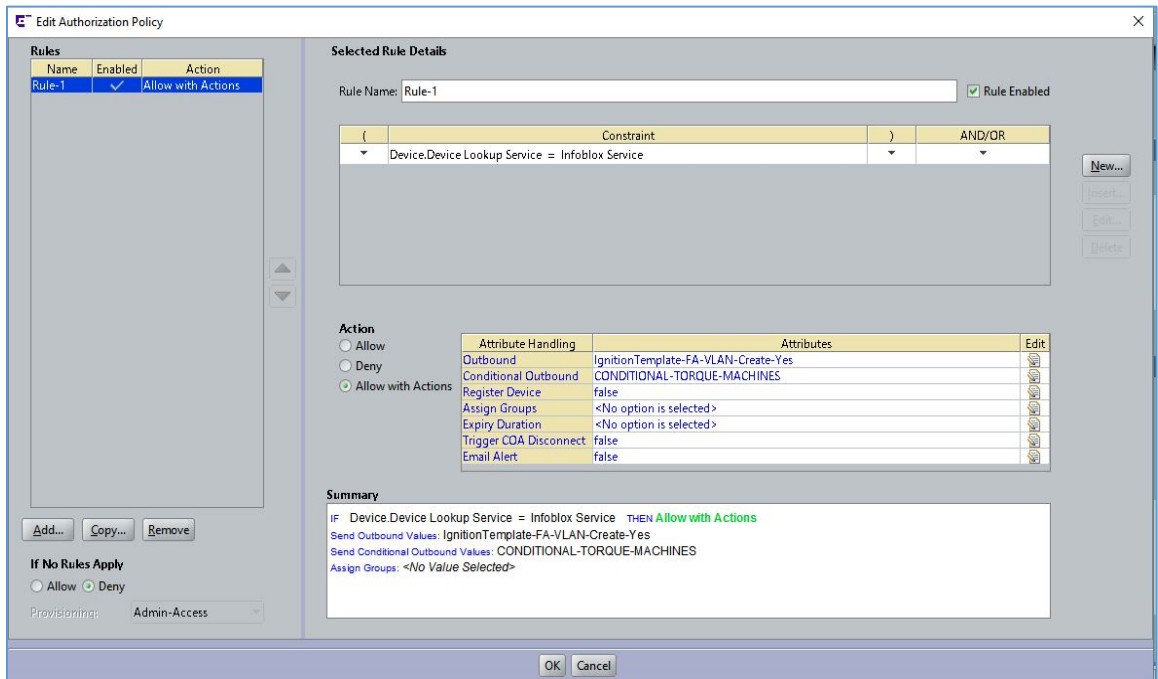 Edit Authorization Policy
Rules
Name Enabled Action
Rule-1 Allow with Actions
Add... Copy... Remove
If No Rules Apply
Allow Deny
Provisioning: Admin-Access
Selected Rule Details
Rule Name: Rule-1 Rule Enabled
( Constraint ) AND/OR
Device.Device Lookup Service = Infoblox Service
New...
Insert...
Edit...
Delete
Action
Allow
Deny
Allow with Actions
Attribute Handling Attributes Edit
Outbound IgnitionTemplate-FA-VLAN-Create-Yes
Conditional Outbound CONDITIONAL-TORQUE-MACHINES
Register Device false
Assign Groups <No option is selected>
Expiry Duration <No option is selected>
Trigger COA Disconnect false
Email Alert false
Summary
IF Device.Device Lookup Service = Infoblox Service THEN Allow with Actions
Send Outbound Values: IgnitionTemplate-FA-VLAN-Create-Yes
Send Conditional Outbound Values: CONDITIONAL-TORQUE-MACHINES
Assign Groups: <No Value Selected>
OK Cancel